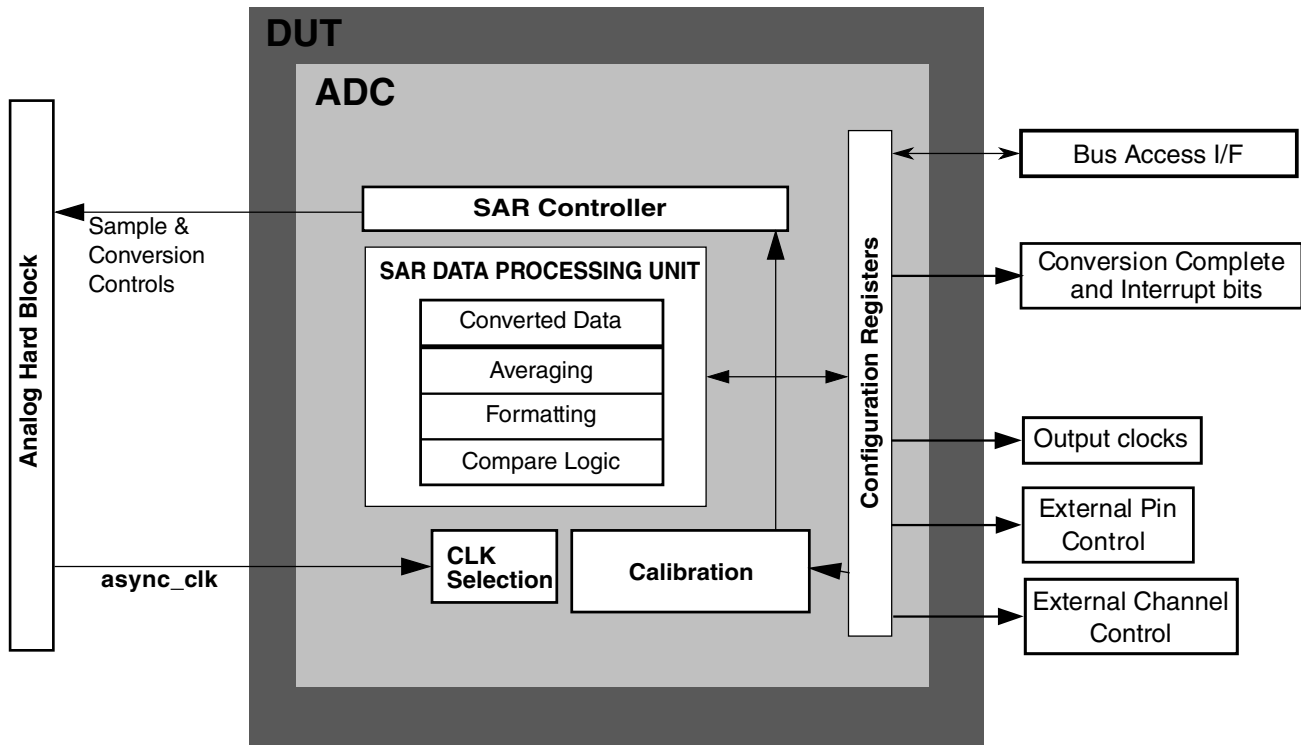 DUT
ADC
Analog Hard Block
Sample &
Conversion
Controls
async_clk
SAR Controller
SAR DATA PROCESSING UNIT
Converted Data
Averaging
Formatting
Compare Logic
CLK
Selection
Calibration
Configuration Registers
Bus Access I/F
Conversion Complete
and Interrupt bits
Output clocks
External Pin
Control
External Channel
Control